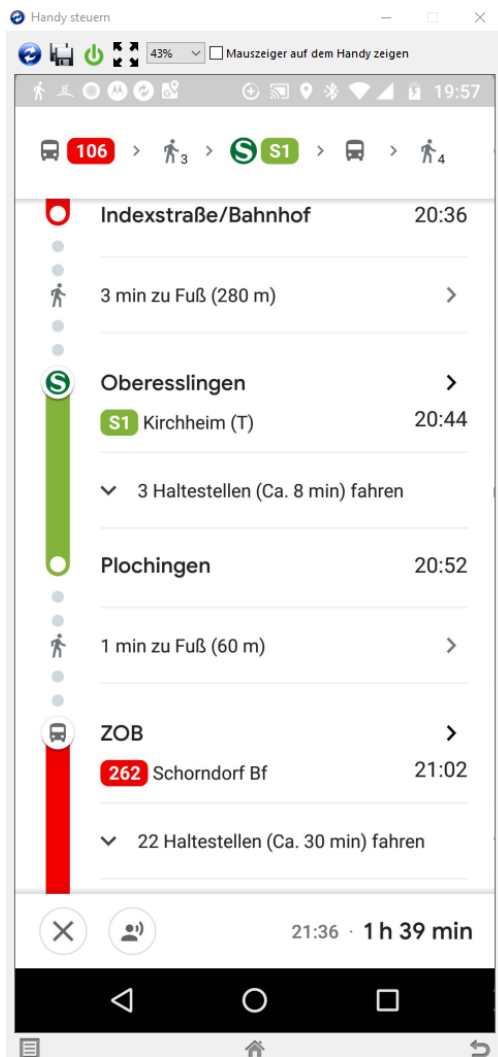 Handy steuern
43%
Mauszeiger auf dem Handy zeigen
19:57
106 > 3 > S S1 > > 4
Indexstraße/Bahnhof 20:36
3 min zu Fuß (280 m)
S Oberesslingen
S1 Kirchheim (T) 20:44
3 Haltestellen (Ca. 8 min) fahren
Plochingen 20:52
1 min zu Fuß (60 m)
ZOB
262 Schorndorf Bf 21:02
22 Haltestellen (Ca. 30 min) fahren
21:36 · 1 h 39 min